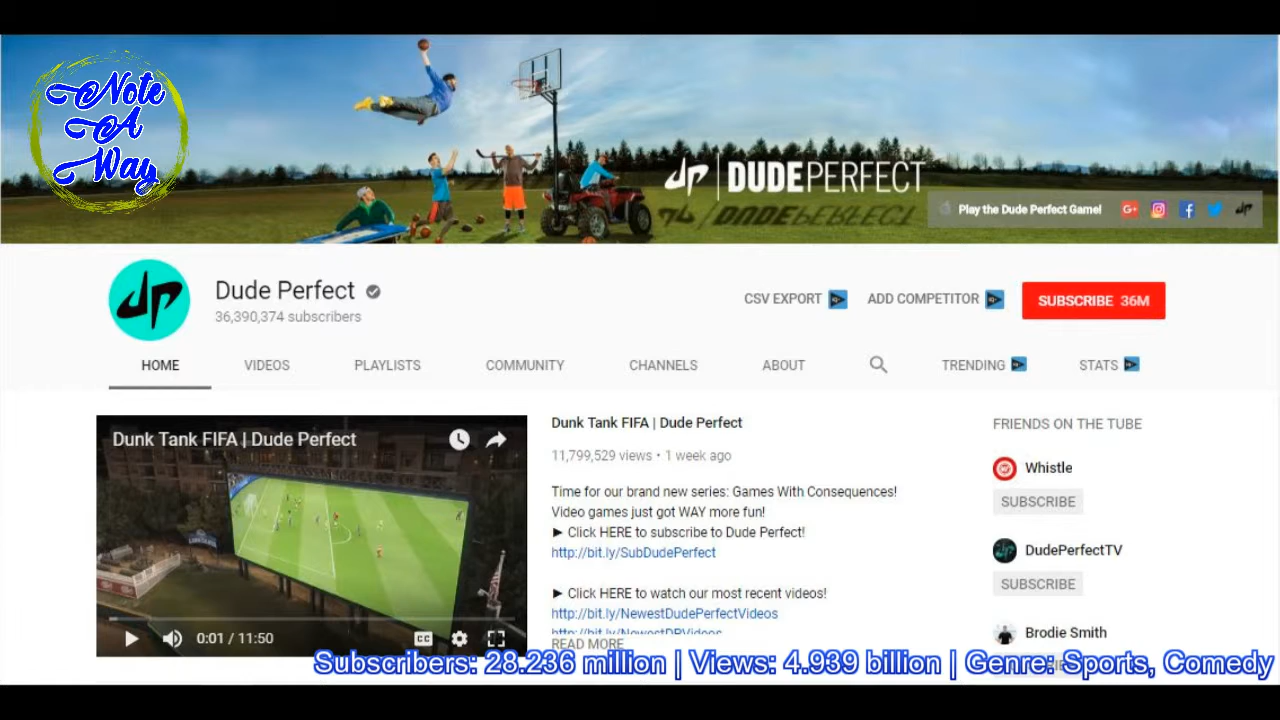 Note
A
Way
dp | DUDE PERFECT
Play the Dude Perfect Game!
Dude Perfect
36,390,374 subscribers
CSV EXPORT
ADD COMPETITOR
SUBSCRIBE 36M
HOME VIDEOS PLAYLISTS COMMUNITY CHANNELS ABOUT TRENDING STATS
Dunk Tank FIFA | Dude Perfect
0:01 / 11:50
CC
Dunk Tank FIFA | Dude Perfect
11,799,529 views • 1 week ago
Time for our brand new series: Games With Consequences!
Video games just got WAY more fun!
► Click HERE to subscribe to Dude Perfect!
http://bit.ly/SubDudePerfect
► Click HERE to watch our most recent videos!
http://bit.ly/NewestDudePerfectVideos
READ MORE
FRIENDS ON THE TUBE
Whistle
SUBSCRIBE
DudePerfectTV
SUBSCRIBE
Brodie Smith
Subscribers: 28.236 million | Views: 4.939 billion | Genre: Sports, Comedy